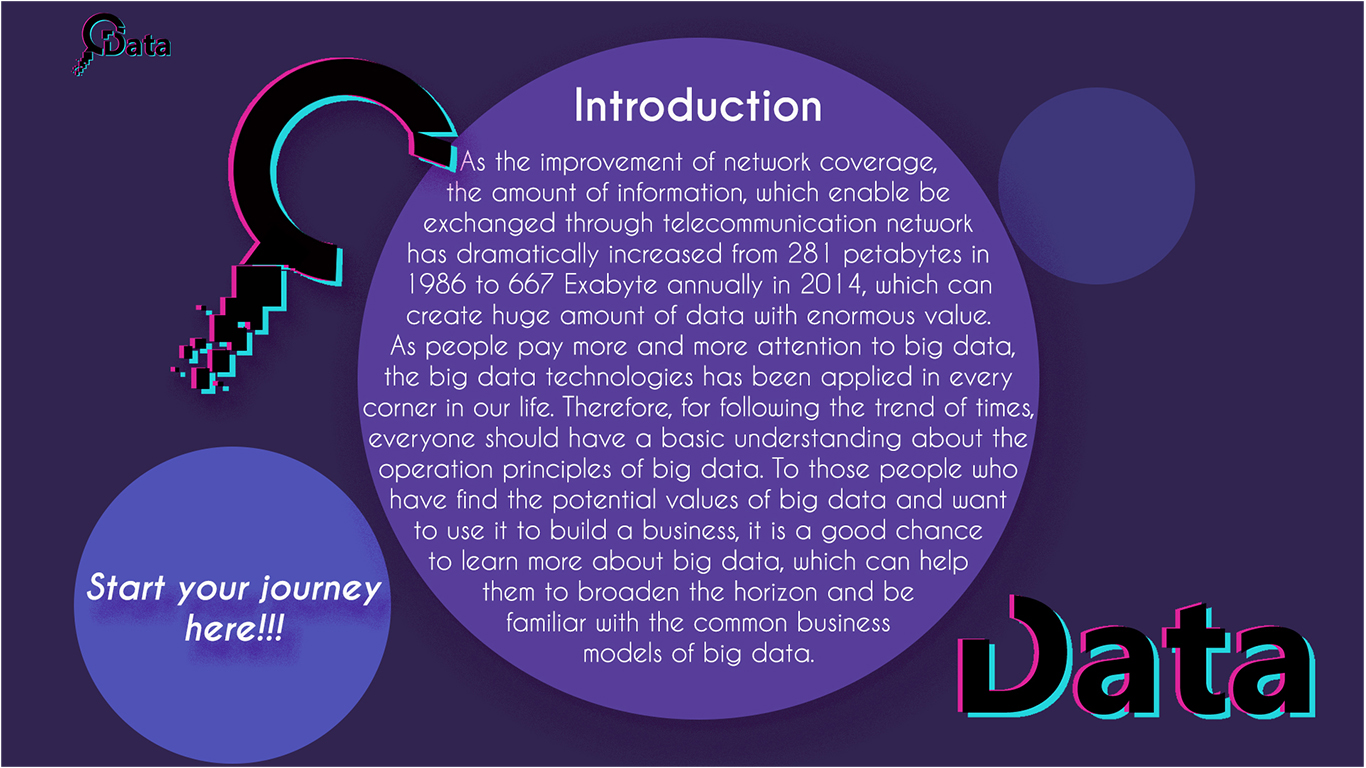 Data
Introduction
As the improvement of network coverage,
the amount of information, which enable be
exchanged through telecommunication network
has dramatically increased from 281 petabytes in
1986 to 667 Exabyte annually in 2014, which can
create huge amount of data with enormous value.
As people pay more and more attention to big data,
the big data technologies has been applied in every
corner in our life. Therefore, for following the trend of times,
everyone should have a basic understanding about the
operation principles of big data. To those people who
have find the potential values of big data and want
to use it to build a business, it is a good chance
to learn more about big data, which can help
them to broaden the horizon and be
familiar with the common business
models of big data.
Start your journey
here!!!
Data